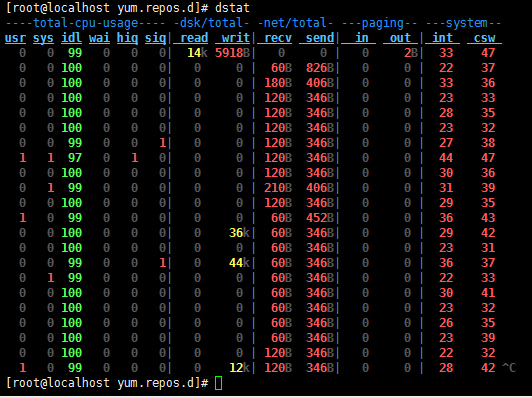 [root@localhost yum.repos.d]# dstat
----total-cpu-usage---- -dsk/total- -net/total- ---paging-- ---system--
usr sys idl wai hiq siq| read  writ| recv  send|  in   out | int   csw
  0   0  99   0   0   0|  14k 5918B|   0     0 |   0     2B|  33    47
  0   0 100   0   0   0|   0     0 |  60B  826B|   0     0 |  22    37
  0   0 100   0   0   0|   0     0 | 180B  406B|   0     0 |  33    36
  0   0 100   0   0   0|   0     0 | 120B  346B|   0     0 |  23    33
  0   0 100   0   0   0|   0     0 | 120B  346B|   0     0 |  28    35
  0   0 100   0   0   0|   0     0 | 120B  346B|   0     0 |  23    32
  0   0  99   0   0   1|   0     0 | 120B  346B|   0     0 |  27    38
  1   1  97   0   1   0|   0     0 | 120B  346B|   0     0 |  44    47
  0   0 100   0   0   0|   0     0 | 120B  346B|   0     0 |  30    36
  0   1  99   0   0   0|   0     0 | 210B  406B|   0     0 |  31    39
  0   0 100   0   0   0|   0     0 | 120B  346B|   0     0 |  29    35
  1   0  99   0   0   0|   0     0 |  60B  452B|   0     0 |  36    43
  0   0 100   0   0   0|   0    36k|  60B  346B|   0     0 |  29    42
  0   0 100   0   0   0|   0     0 |  60B  346B|   0     0 |  23    31
  0   0  99   0   0   1|   0    44k|  60B  346B|   0     0 |  36    37
  0   1  99   0   0   0|   0     0 |  60B  346B|   0     0 |  22    33
  0   0 100   0   0   0|   0     0 |  60B  346B|   0     0 |  30    41
  0   0 100   0   0   0|   0     0 |  60B  346B|   0     0 |  23    32
  0   0 100   0   0   0|   0     0 |  60B  346B|   0     0 |  26    35
  0   0 100   0   0   0|   0     0 |  60B  346B|   0     0 |  23    39
  0   0 100   0   0   0|   0     0 | 120B  346B|   0     0 |  22    32
  1   0  99   0   0   0|   0    12k| 120B  346B|   0     0 |  28    42 ^C
[root@localhost yum.repos.d]#